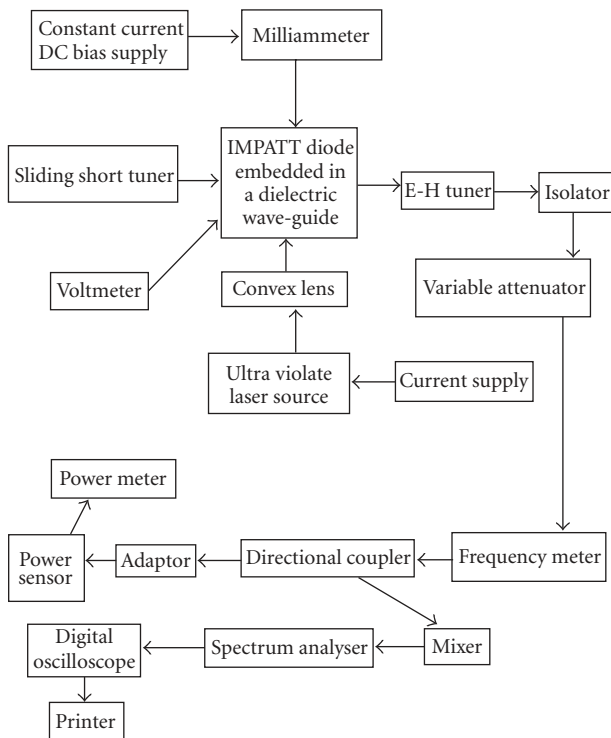 Constant current
DC bias supply
Milliammeter
Sliding short tuner
IMPATT diode
embedded in
a dielectric
wave-guide
E-H tuner
Isolator
Voltmeter
Convex lens
Variable attenuator
Ultra violate
laser source
Current supply
Power meter
Power
sensor
Adaptor
Directional coupler
Frequency meter
Digital
oscilloscope
Spectrum analyser
Mixer
Printer